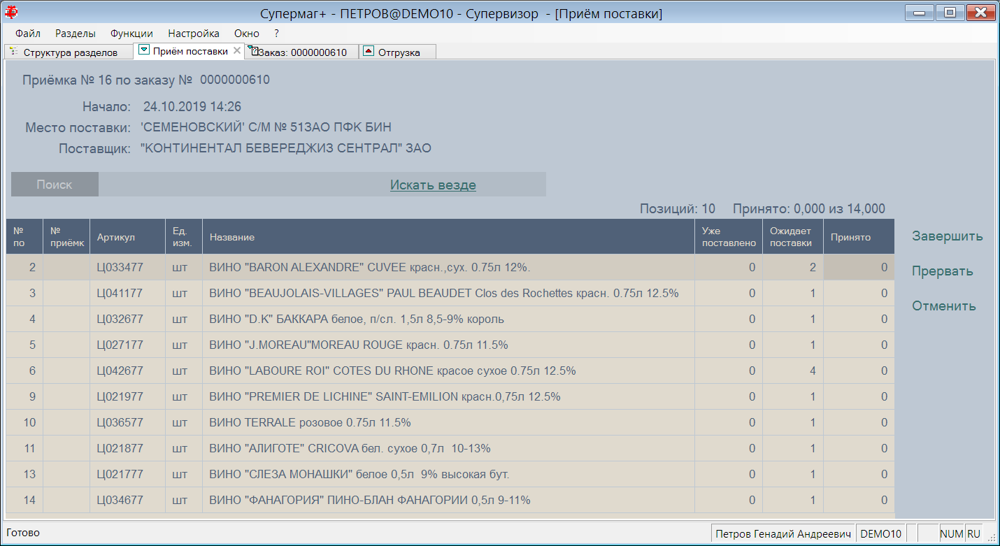 Супермаг+ - ПЕТРОВ@DEMO10 - Супервизор - [Приём поставки]
Файл Разделы Функции Настройка Окно ?
Структура разделов Приём поставки Заказ: 0000000610 Отгрузка
Приёмка № 16 по заказу № 0000000610
Начало: 24.10.2019 14:26
Место поставки: 'СЕМЕНОВСКИЙ' С/М № 513АО ПФК БИН
Поставщик: "КОНТИНЕНТАЛ БЕВЕРЕДЖИЗ СЕНТРАЛ" ЗАО
Поиск Искать везде
Позиций: 10 Принято: 0,000 из 14,000
№ по № приёмк Артикул Ед. изм. Название Уже поставлено Ожидает поставки Принято
2 Ц033477 шт ВИНО "BARON ALEXANDRE" CUVEE красн.,сух. 0.75л 12%. 0 2 0
3 Ц041177 шт ВИНО "BEAUJOLAIS-VILLAGES" PAUL BEAUDET Clos des Rochettes красн. 0.75л 12.5% 0 1 0
4 Ц032677 шт ВИНО "D.K" БАККАРА белое, п/сл. 1,5л 8,5-9% король 0 1 0
5 Ц027177 шт ВИНО "J.MOREAU"MOREAU ROUGE красн. 0.75л 11.5% 0 1 0
6 Ц042677 шт ВИНО "LABOURE ROI" COTES DU RHONE красое сухое 0.75л 12.5% 0 4 0
9 Ц021977 шт ВИНО "PREMIER DE LICHINE" SAINT-EMILION красн.0,75л 12.5% 0 1 0
10 Ц036577 шт ВИНО TERRALE розовое 0.75л 11.5% 0 1 0
11 Ц021877 шт ВИНО "АЛИГОТЕ" CRICOVA бел. сухое 0,7л 10-13% 0 1 0
13 Ц021777 шт ВИНО "СЛЕЗА МОНАШКИ" белое 0,5л 9% высокая бут. 0 1 0
14 Ц034677 шт ВИНО "ФАНАГОРИЯ" ПИНО-БЛАН ФАНАГОРИИ 0,5л 9-11% 0 1 0
Завершить
Прервать
Отменить
Готово Петров Генадий Андреевич DEMO10 NUM RU